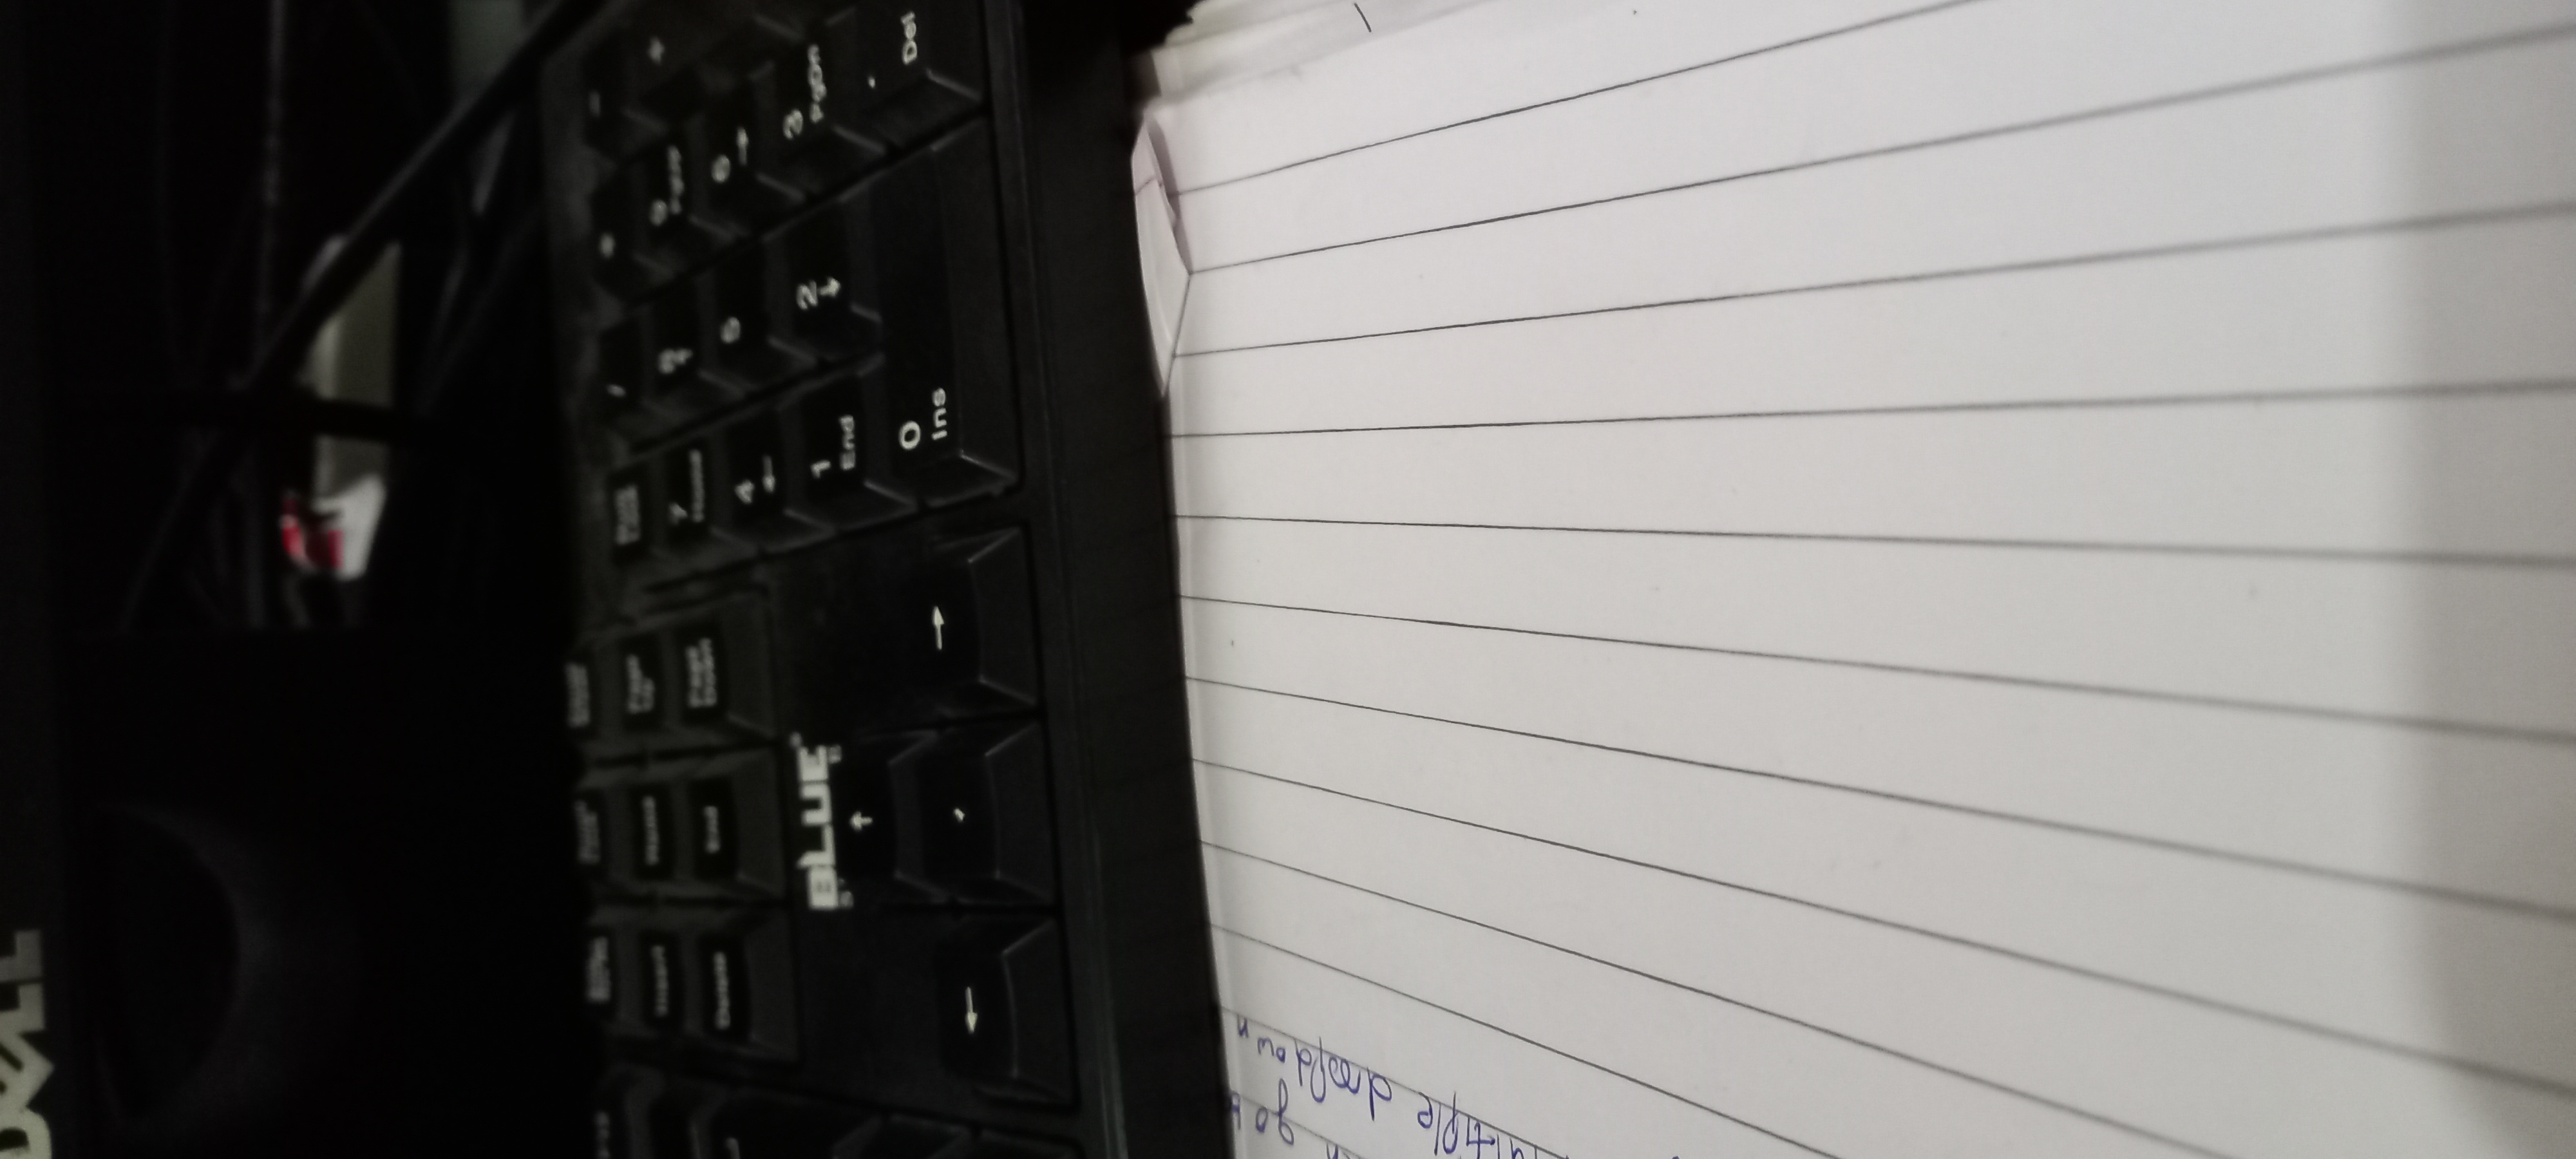 DELL
Insert Home Page Up
Delete End Page Down
Num Lock / * -
7 Home 8 ↑ 9 PgUp +
4 ← 5 6 →
BLUE
1 End 2 ↓ 3 PgDn
↑
0 Ins . Del
← →
go
multiple dropdown